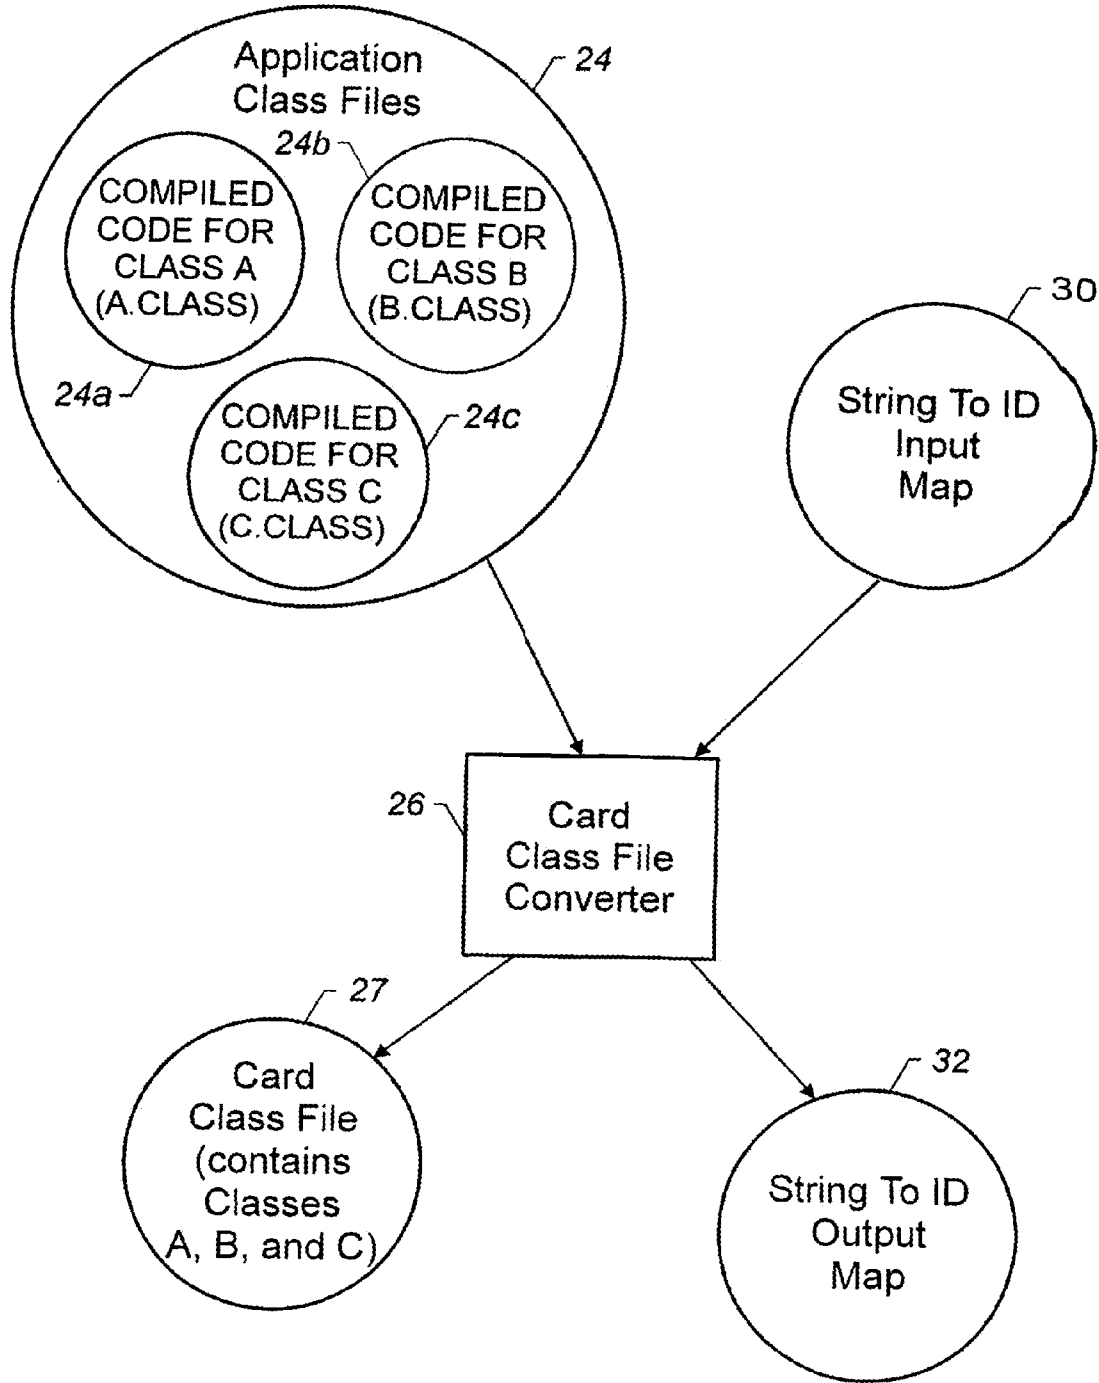 Application
Class Files
24
24b
COMPILED
CODE FOR
CLASS A
(A.CLASS)
24a
COMPILED
CODE FOR
CLASS B
(B.CLASS)
COMPILED
CODE FOR
CLASS C
(C.CLASS)
24c
30
String To ID
Input
Map
26
Card
Class File
Converter
27
Card
Class File
(contains
Classes
A, B, and C)
32
String To ID
Output
Map